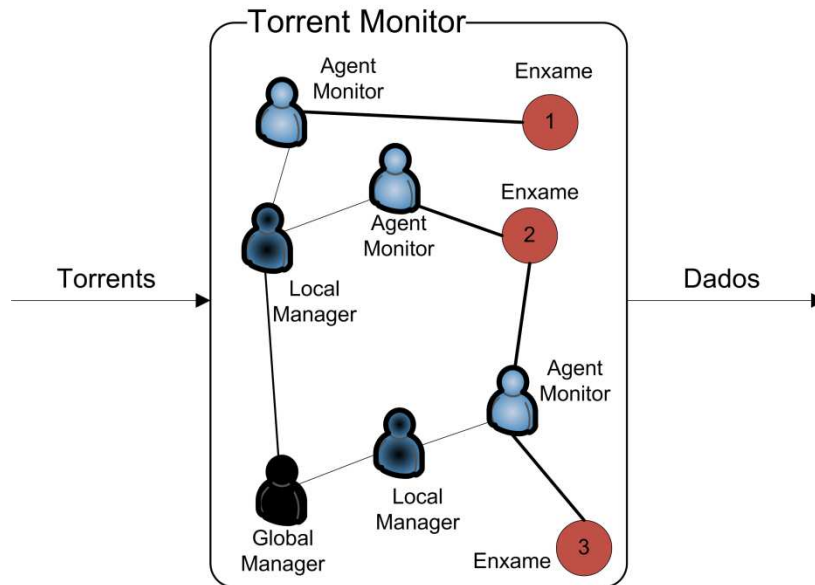 Torrent Monitor
Agent
Monitor
Enxame
1
Enxame
2
Agent
Monitor
Torrents
Local
Manager
Dados
Agent
Monitor
Local
Manager
Global
Manager
Enxame
3